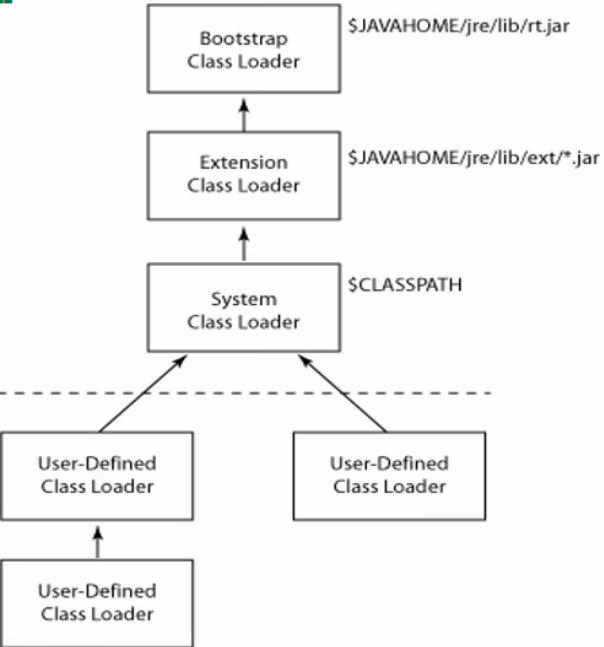 Bootstrap
Class Loader
$JAVAHOME/jre/lib/rt.jar
Extension
Class Loader
$JAVAHOME/jre/lib/ext/*.jar
System
Class Loader
$CLASSPATH
User-Defined
Class Loader
User-Defined
Class Loader
User-Defined
Class Loader